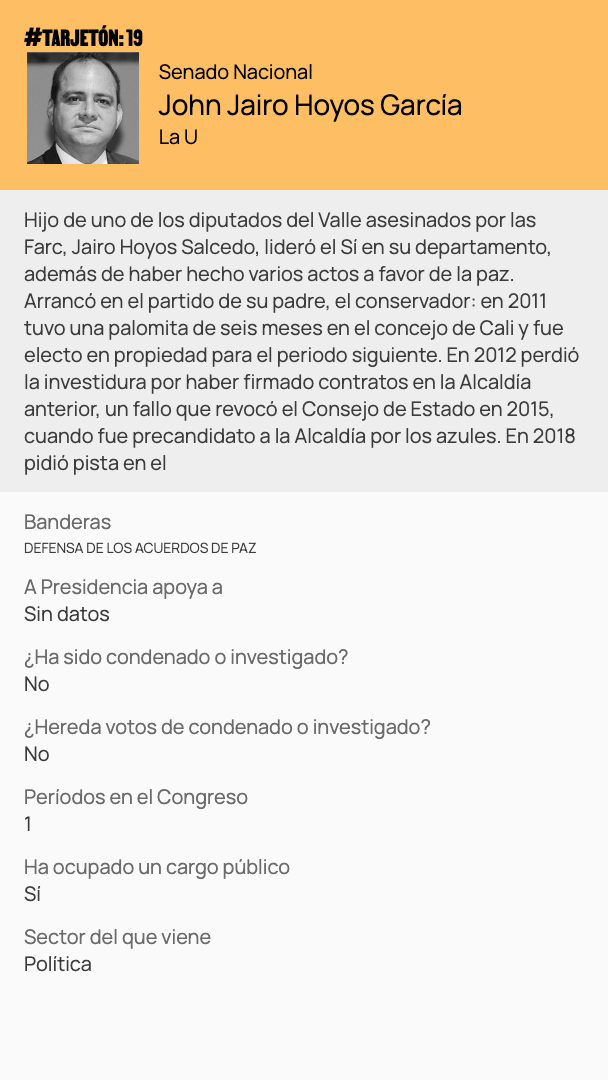 #TARJETÓN: 19
Senado Nacional
John Jairo Hoyos García
La U
Hijo de uno de los diputados del Valle asesinados por las
Farc, Jairo Hoyos Salcedo, lideró el Sí en su departamento,
además de haber hecho varios actos a favor de la paz.
Arrancó en el partido de su padre, el conservador: en 2011
tuvo una palomita de seis meses en el concejo de Cali y fue
electo en propiedad para el periodo siguiente. En 2012 perdió
la investidura por haber firmado contratos en la Alcaldía
anterior, un fallo que revocó el Consejo de Estado en 2015,
cuando fue precandidato a la Alcaldía por los azules. En 2018
pidió pista en el
Banderas
DEFENSA DE LOS ACUERDOS DE PAZ
A Presidencia apoya a
Sin datos
¿Ha sido condenado o investigado?
No
¿Hereda votos de condenado o investigado?
No
Períodos en el Congreso
1
Ha ocupado un cargo público
Sí
Sector del que viene
Política